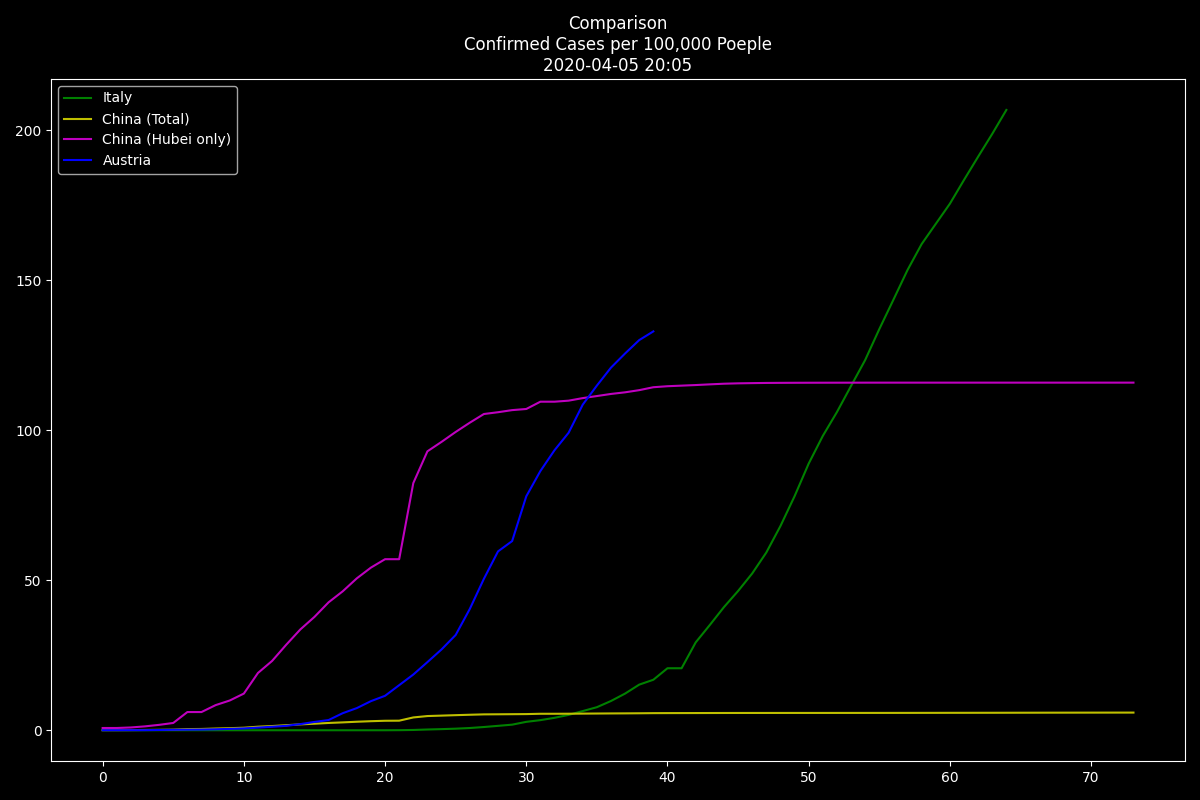 Comparison
Confirmed Cases per 100,000 Poeple
2020-04-05 20:05
Italy
China (Total)
China (Hubei only)
Austria
200
150
100
50
0
0 10 20 30 40 50 60 70